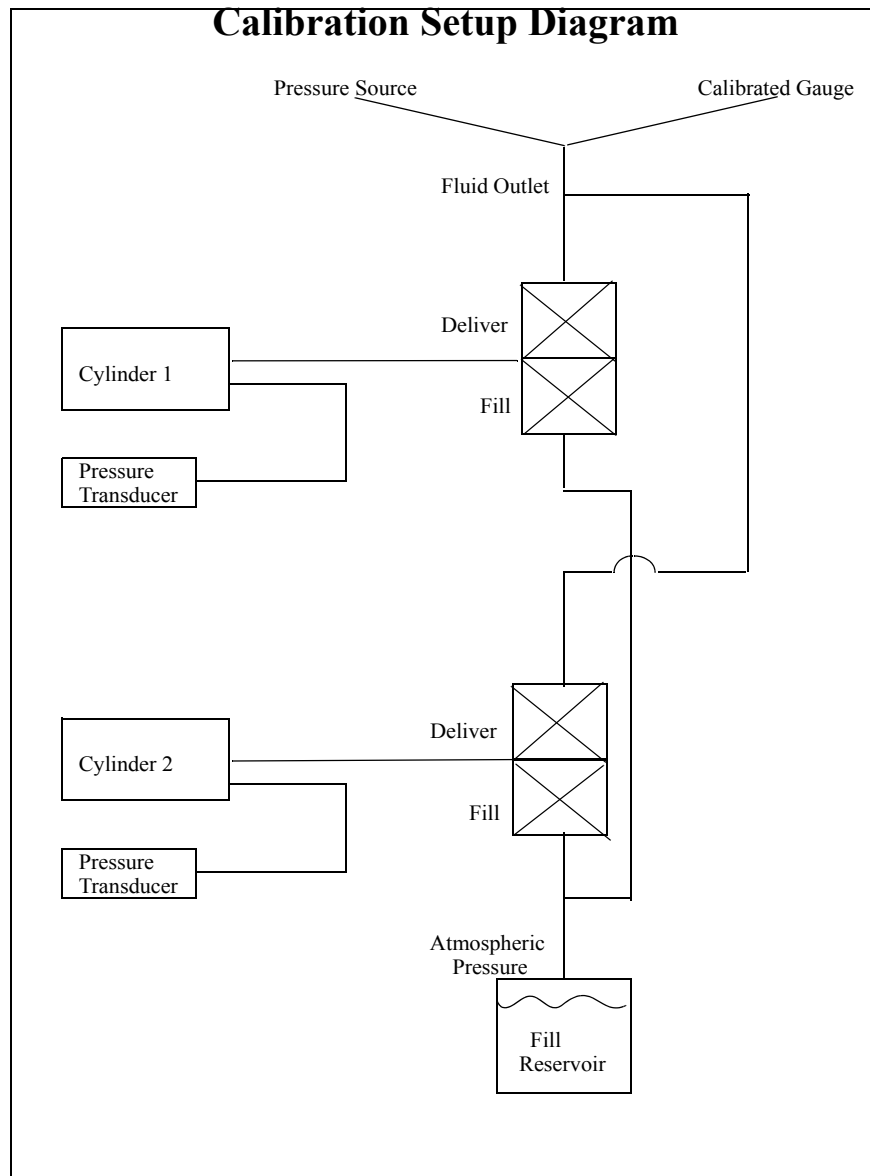 Calibration Setup Diagram
Pressure Source
Calibrated Gauge
Fluid Outlet
Deliver
Cylinder 1
Fill
Pressure
Transducer
Deliver
Cylinder 2
Fill
Pressure
Transducer
Atmospheric
Pressure
Fill
Reservoir